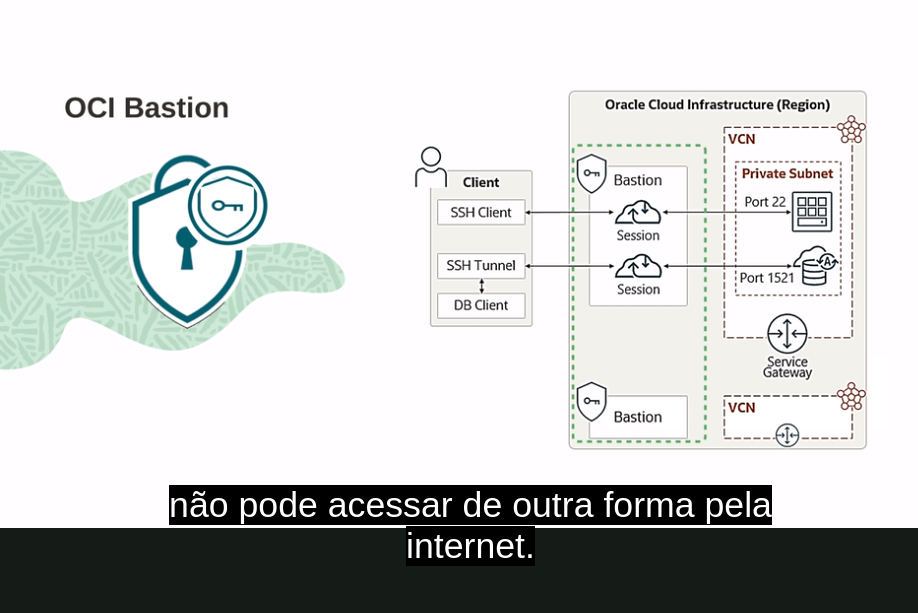 OCI Bastion
Oracle Cloud Infrastructure (Region)
Client
SSH Client
SSH Tunnel
DB Client
Bastion
Session
Session
Bastion
VCN
Private Subnet
Port 22
A
Port 1521
Service
Gateway
VCN
não pode acessar de outra forma pela
internet.